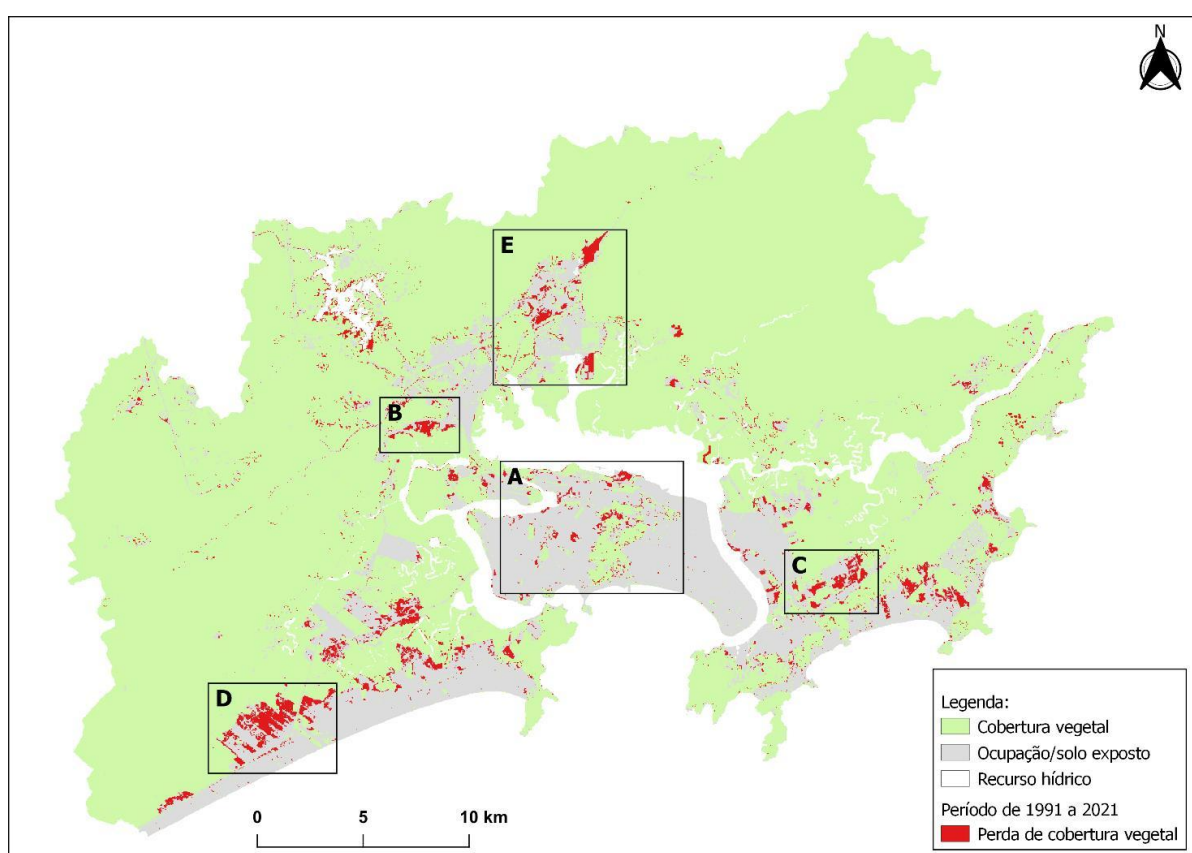 N
E
B
A
C
D
0 5 10 km
Legenda:
Cobertura vegetal
Ocupação/solo exposto
Recurso hídrico
Período de 1991 a 2021
Perda de cobertura vegetal